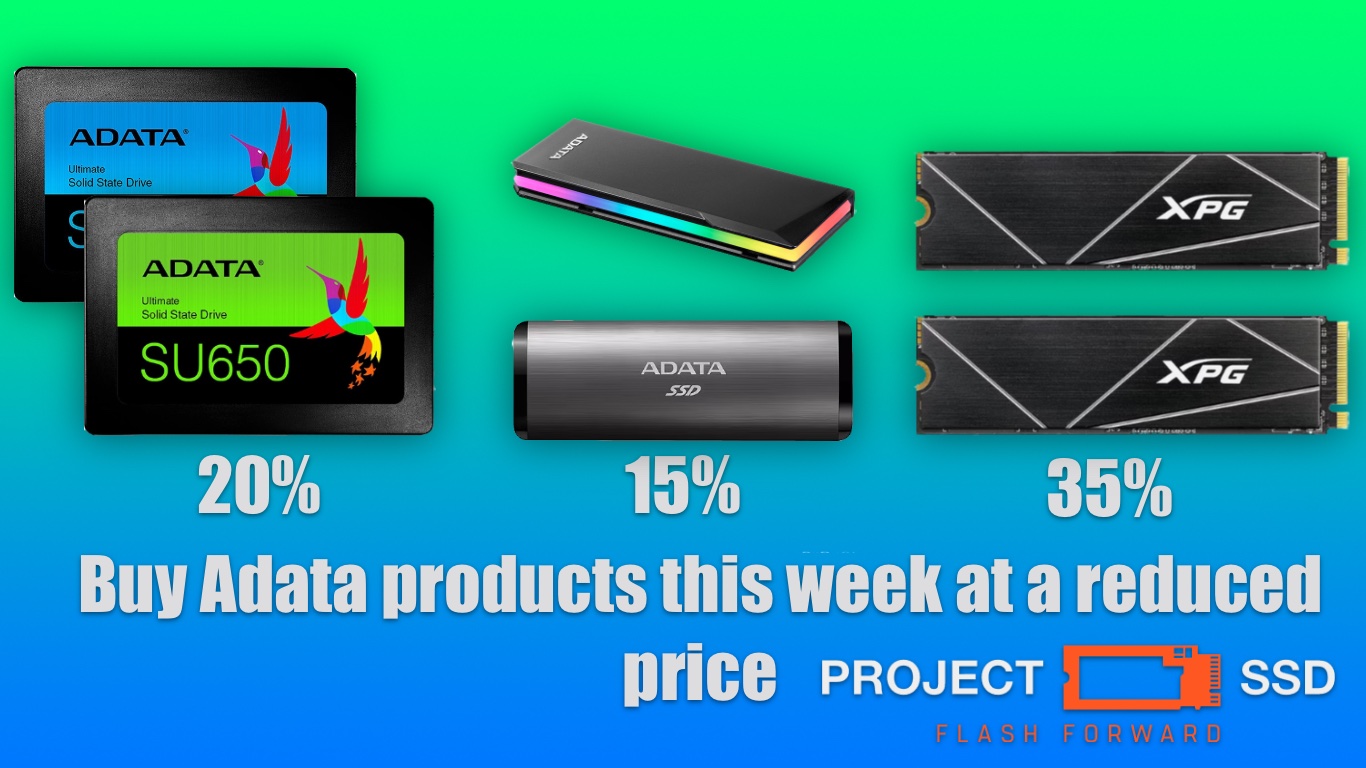 ADATA®
Ultimate
Solid State Drive
S
ADATA®
Ultimate
Solid State Drive
SU650
ADATA
ADATA
SSD
XPG
XPG
20%
15%
35%
Buy Adata products this week at a reduced
price
PROJECT SSD
FLASH FORWARD